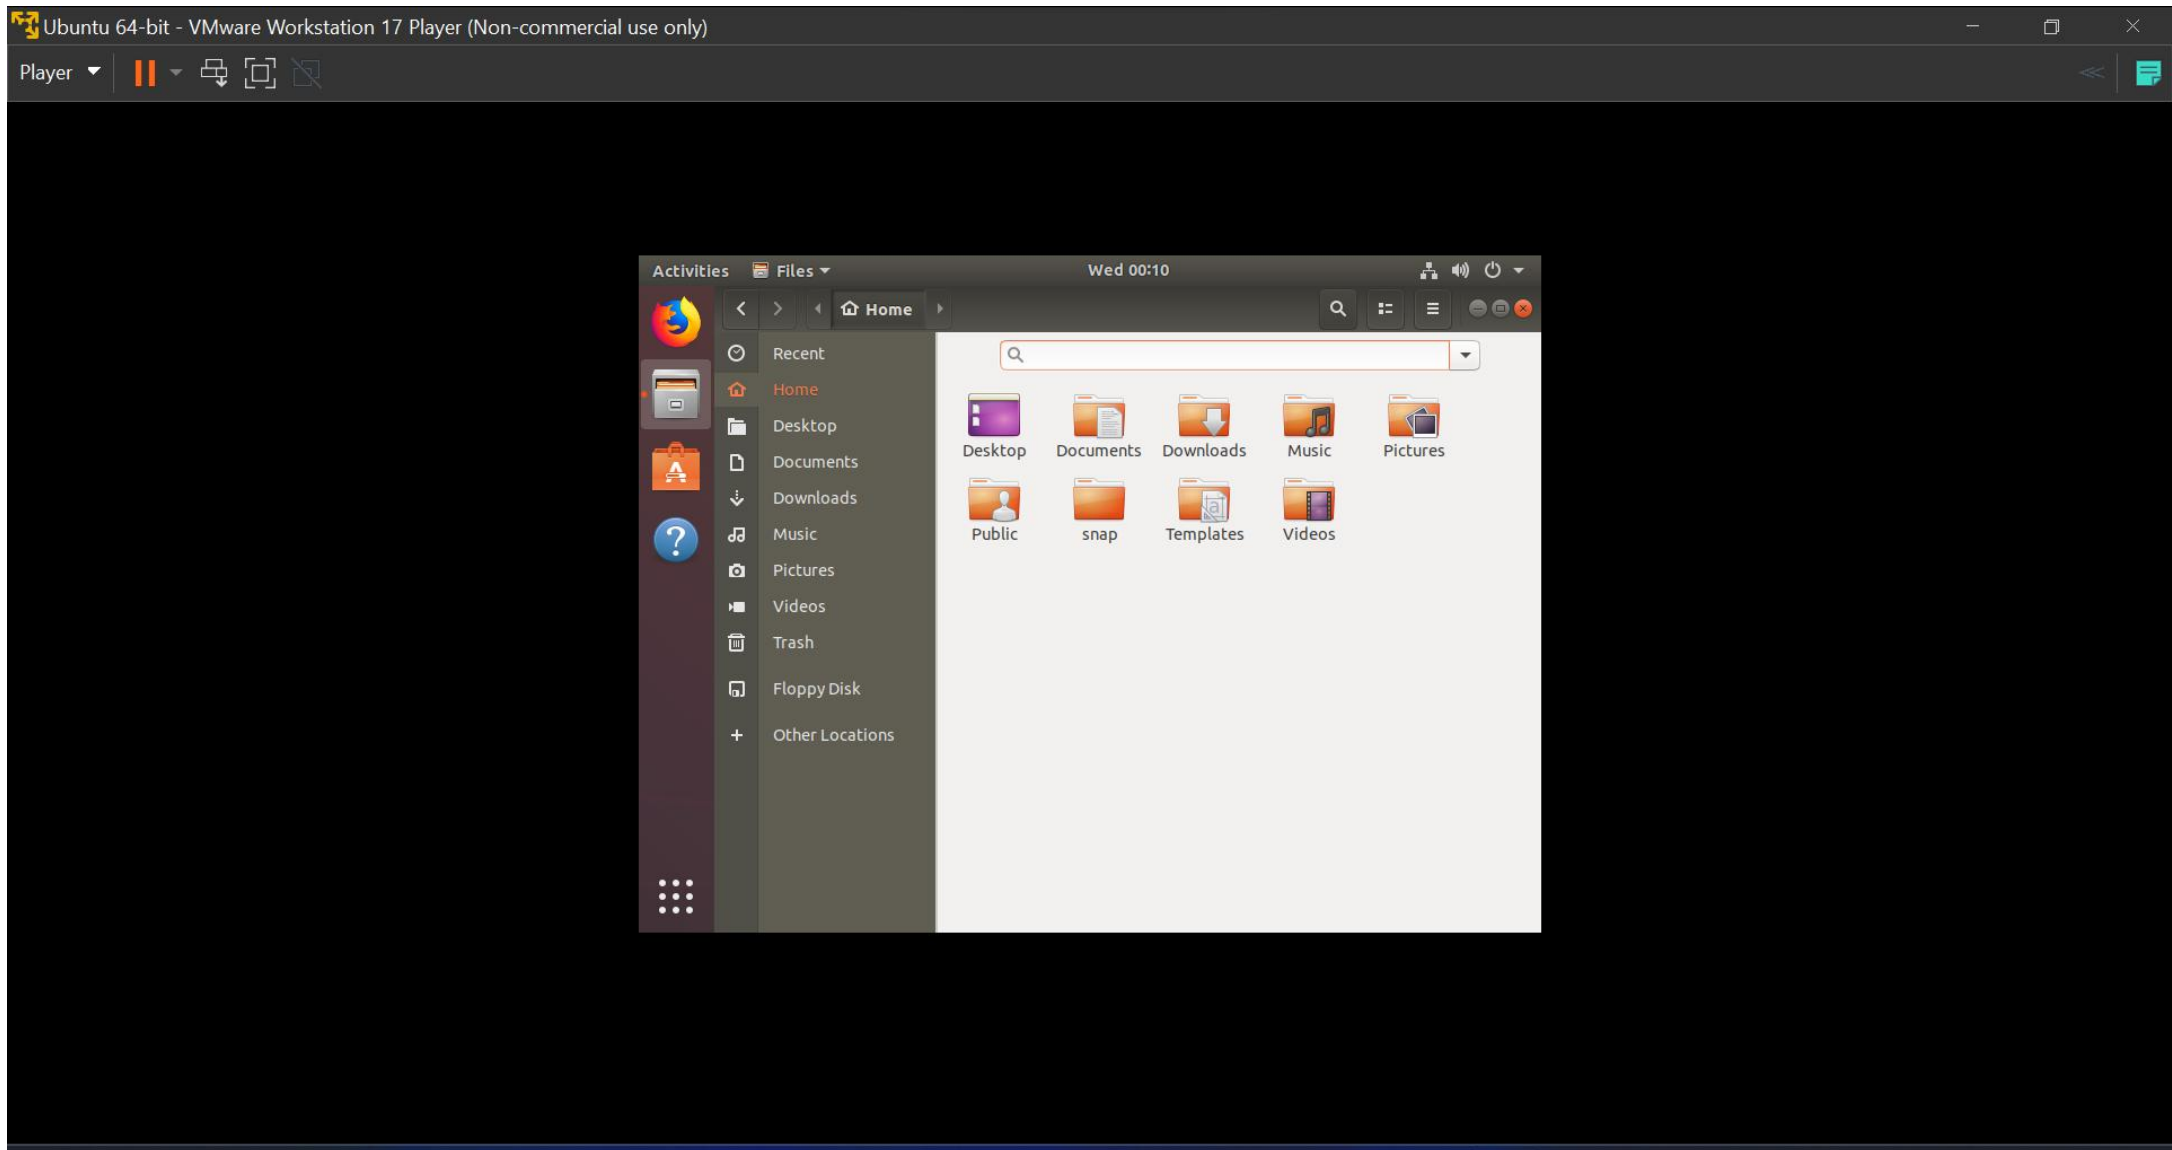 Ubuntu 64-bit - VMware Workstation 17 Player (Non-commercial use only)
Player
Activities Files Wed 00:10
Home
Recent
Home
Desktop
Documents
Downloads
Music
Pictures
Videos
Trash
Floppy Disk
Other Locations
Desktop Documents Downloads Music Pictures
Public snap Templates Videos